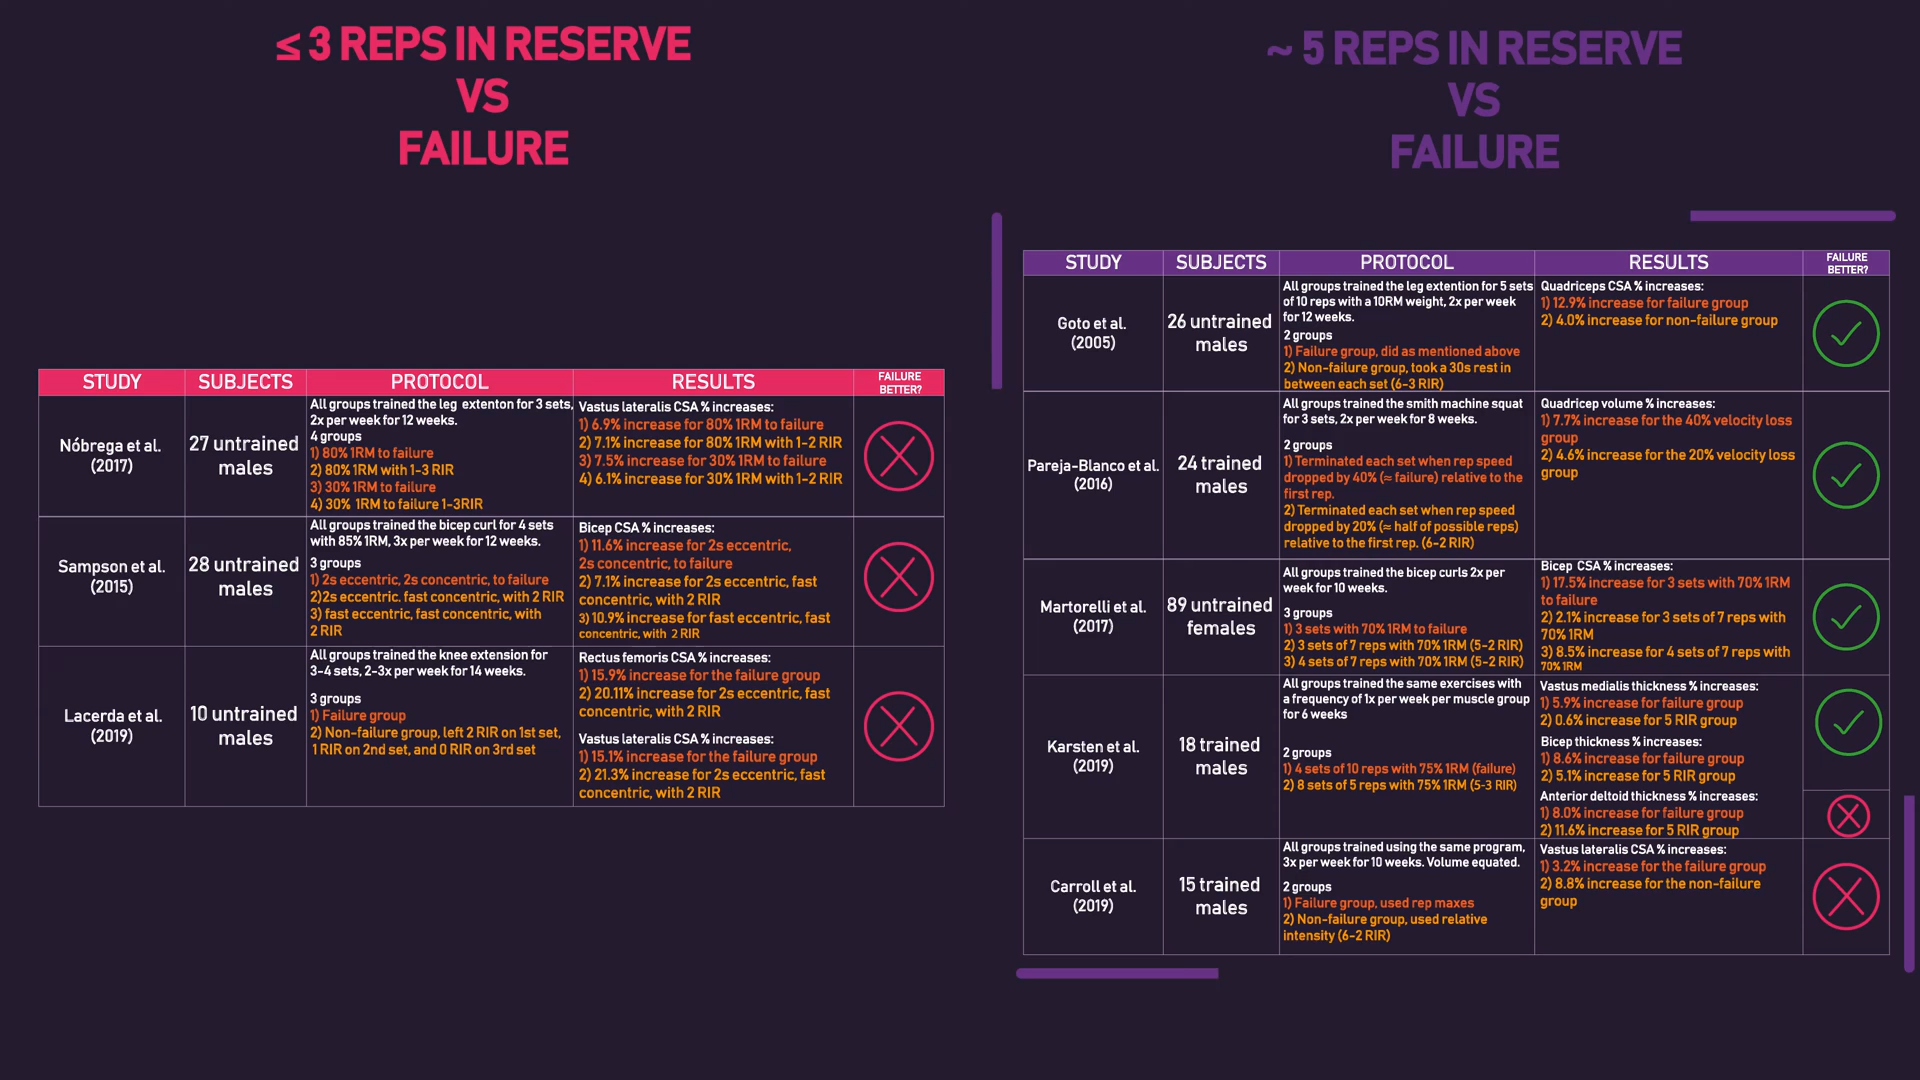 ≤ 3 REPS IN RESERVE
VS
FAILURE
STUDY
SUBJECTS
PROTOCOL
RESULTS
FAILURE
BETTER?
Nóbrega et al.
(2017)
27 untrained
males
All groups trained the leg extenton for 3 sets,
2x per week for 12 weeks.
4 groups
1) 80% 1RM to failure
2) 80% 1RM with 1-3 RIR
3) 30% 1RM to failure
4) 30% 1RM to failure 1-3RIR
Vastus lateralis CSA % increases:
1) 6.9% increase for 80% 1RM to failure
2) 7.1% increase for 80% 1RM with 1-2 RIR
3) 7.5% increase for 30% 1RM to failure
4) 6.1% increase for 30% 1RM with 1-2 RIR
Sampson et al.
(2015)
28 untrained
males
All groups trained the bicep curl for 4 sets
with 85% 1RM, 3x per week for 12 weeks.
3 groups
1) 2s eccentric, 2s concentric, to failure
2)2s eccentric. fast concentric, with 2 RIR
3) fast eccentric, fast concentric, with
2 RIR
Bicep CSA % increases:
1) 11.6% increase for 2s eccentric,
2s concentric, to failure
2) 7.1% increase for 2s eccentric, fast
concentric, with 2 RIR
3) 10.9% increase for fast eccentric, fast
concentric, with 2 RIR
Lacerda et al.
(2019)
10 untrained
males
All groups trained the knee extension for
3-4 sets, 2-3x per week for 14 weeks.
3 groups
1) Failure group
2) Non-failure group, left 2 RIR on 1st set,
1 RIR on 2nd set, and 0 RIR on 3rd set
Rectus femoris CSA % increases:
1) 15.9% increase for the failure group
2) 20.11% increase for 2s eccentric, fast
concentric, with 2 RIR
Vastus lateralis CSA % increases:
1) 15.1% increase for the failure group
2) 21.3% increase for 2s eccentric, fast
concentric, with 2 RIR
~ 5 REPS IN RESERVE
VS
FAILURE
STUDY
SUBJECTS
PROTOCOL
RESULTS
FAILURE
BETTER?
Goto et al.
(2005)
26 untrained
males
All groups trained the leg extention for 5 sets
of 10 reps with a 10RM weight, 2x per week
for 12 weeks.
2 groups
1) Failure group, did as mentioned above
2) Non-failure group, took a 30s rest in
between each set (6-3 RIR)
Quadriceps CSA % increases:
1) 12.9% increase for failure group
2) 4.0% increase for non-failure group
Pareja-Blanco et al.
(2016)
24 trained
males
All groups trained the smith machine squat
for 3 sets, 2x per week for 8 weeks.
2 groups
1) Terminated each set when rep speed
dropped by 40% (≈ failure) relative to the
first rep.
2) Terminated each set when rep speed
dropped by 20% (≈ half of possible reps)
relative to the first rep. (6-2 RIR)
Quadricep volume % increases:
1) 7.7% increase for the 40% velocity loss
group
2) 4.6% increase for the 20% velocity loss
group
Martorelli et al.
(2017)
89 untrained
females
All groups trained the bicep curls 2x per
week for 10 weeks.
3 groups
1) 3 sets with 70% 1RM to failure
2) 3 sets of 7 reps with 70% 1RM (5-2 RIR)
3) 4 sets of 7 reps with 70% 1RM (5-2 RIR)
Bicep CSA % increases:
1) 17.5% increase for 3 sets with 70% 1RM
to failure
2) 2.1% increase for 3 sets of 7 reps with
70% 1RM
3) 8.5% increase for 4 sets of 7 reps with
70% 1RM
Karsten et al.
(2019)
18 trained
males
All groups trained the same exercises with
a frequency of 1x per week per muscle group
for 6 weeks
2 groups
1) 4 sets of 10 reps with 75% 1RM (failure)
2) 8 sets of 5 reps with 75% 1RM (5-3 RIR)
Vastus medialis thickness % increases:
1) 5.9% increase for failure group
2) 0.6% increase for 5 RIR group
Bicep thickness % increases:
1) 8.6% increase for failure group
2) 5.1% increase for 5 RIR group
Anterior deltoid thickness % increases:
1) 8.0% increase for failure group
2) 11.6% increase for 5 RIR group
Carroll et al.
(2019)
15 trained
males
All groups trained using the same program,
3x per week for 10 weeks. Volume equated.
2 groups
1) Failure group, used rep maxes
2) Non-failure group, used relative
intensity (6-2 RIR)
Vastus lateralis CSA % increases:
1) 3.2% increase for the failure group
2) 8.8% increase for the non-failure
group